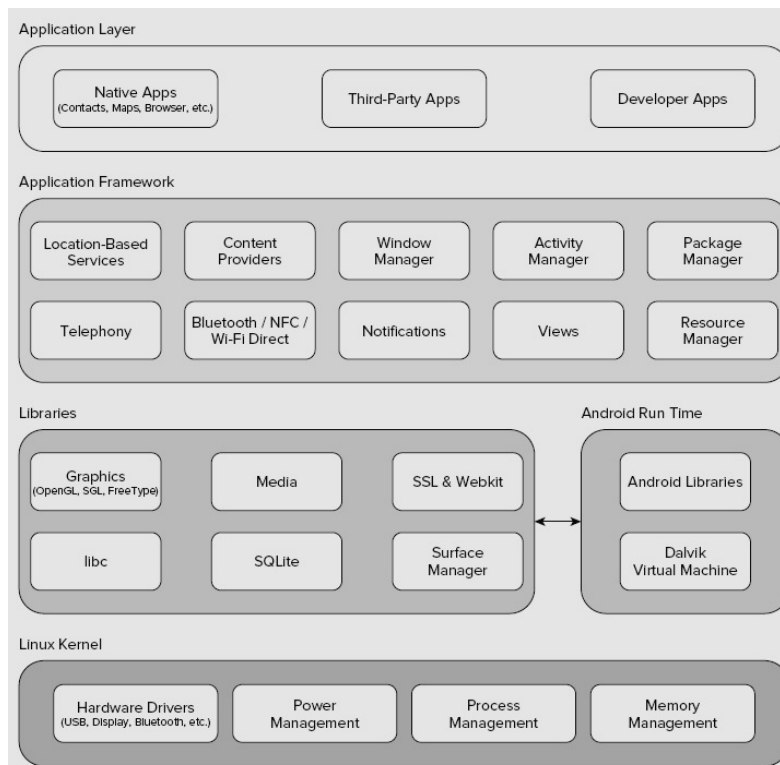 Application Layer
Native Apps
(Contacts, Maps, Browser, etc.)
Third-Party Apps
Developer Apps
Application Framework
Location-Based
Services
Content
Providers
Window
Manager
Activity
Manager
Package
Manager
Telephony
Bluetooth / NFC /
Wi-Fi Direct
Notifications
Views
Resource
Manager
Libraries
Graphics
(OpenGL, SGL, FreeType)
Media
SSL & Webkit
libc
SQLite
Surface
Manager
Android Run Time
Android Libraries
Dalvik
Virtual Machine
Linux Kernel
Hardware Drivers
(USB, Display, Bluetooth, etc.)
Power
Management
Process
Management
Memory
Management